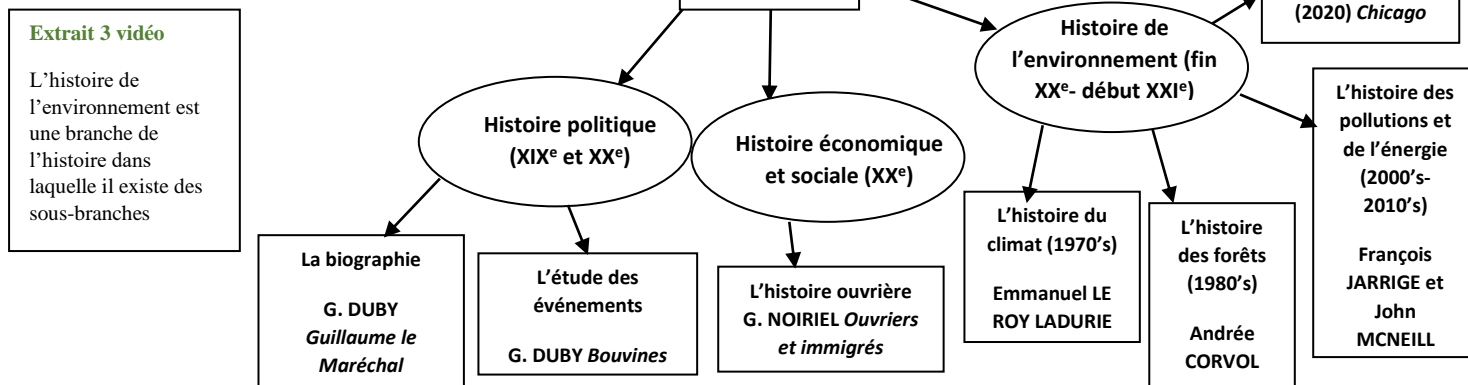 Extrait 3 vidéo
L'histoire de
l'environnement est
une branche de
l'histoire dans
laquelle il existe des
sous-branches
(2020) Chicago
Histoire de
l'environnement (fin
XXe- début XXIe)
Histoire politique
(XIXe et XXe)
Histoire économique
et sociale (XXe)
La biographie
G. DUBY
Guillaume le
Maréchal
L'étude des
événements
G. DUBY Bouvines
L'histoire ouvrière
G. NOIRIEL Ouvriers
et immigrés
L'histoire du
climat (1970's)
Emmanuel LE
ROY LADURIE
L'histoire
des forêts
(1980's)
Andrée
CORVOL
L'histoire des
pollutions et
de l'énergie
(2000's-
2010's)
François
JARRIGE et
John
MCNEILL